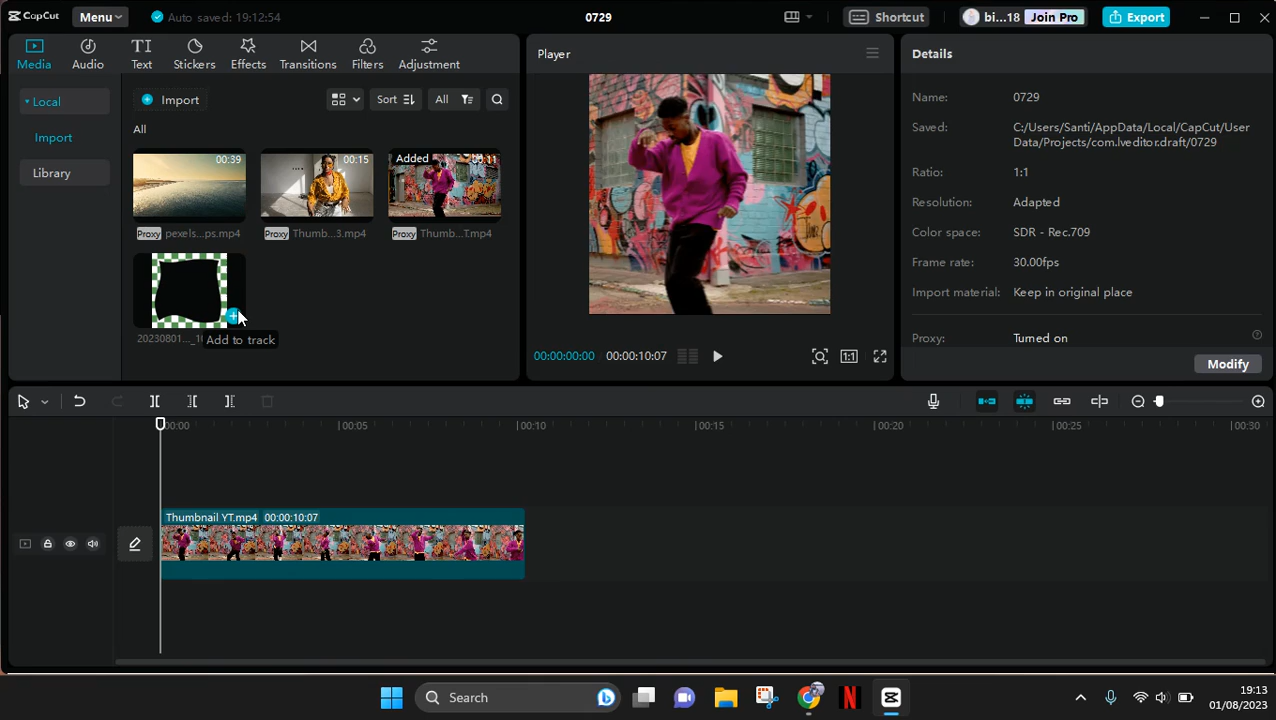 CapCut Menu Auto saved: 19:12:54 0729 Shortcut bi...18 Join Pro Export
Media Audio Text Stickers Effects Transitions Filters Adjustment
Local
Import
Library
Import Sort All
All
00:39
00:15
Added 00:11
Proxy pexels...ps.mp4
Proxy Thumb...3.mp4
Proxy Thumb...T.mp4
20230801..._1
Add to track
Player
00:00:00:00 00:00:10:07 1:1
Details
Name: 0729
Saved: C:/Users/Santi/AppData/Local/CapCut/User
Data/Projects/com.lveditor.draft/0729
Ratio: 1:1
Resolution: Adapted
Color space: SDR - Rec.709
Frame rate: 30.00fps
Import material: Keep in original place
Proxy: Turned on
Modify
00:00 00:05 00:10 00:15 00:20 00:25 00:30
Thumbnail YT.mp4 00:00:10:07
Search
19:13
01/08/2023